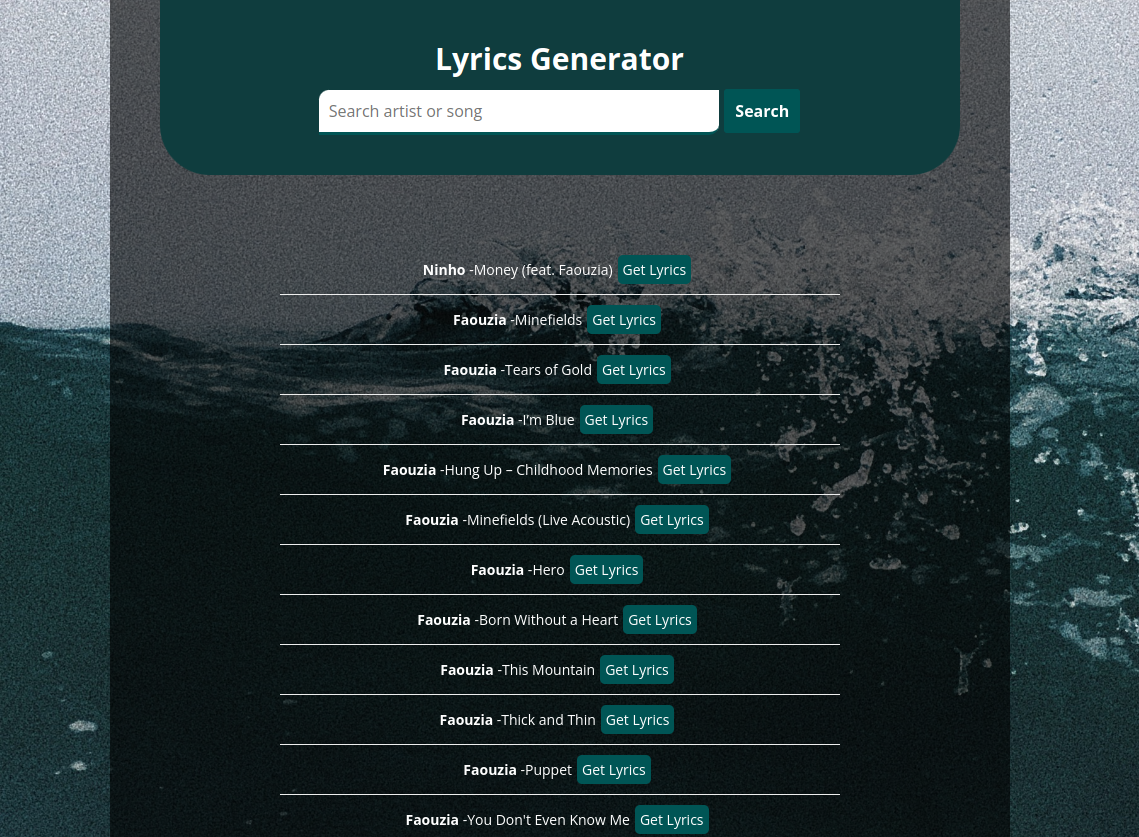 Lyrics Generator
Search artist or song Search
Ninho -Money (feat. Faouzia) Get Lyrics
Faouzia -Minefields Get Lyrics
Faouzia -Tears of Gold Get Lyrics
Faouzia -I'm Blue Get Lyrics
Faouzia -Hung Up – Childhood Memories Get Lyrics
Faouzia -Minefields (Live Acoustic) Get Lyrics
Faouzia -Hero Get Lyrics
Faouzia -Born Without a Heart Get Lyrics
Faouzia -This Mountain Get Lyrics
Faouzia -Thick and Thin Get Lyrics
Faouzia -Puppet Get Lyrics
Faouzia -You Don't Even Know Me Get Lyrics